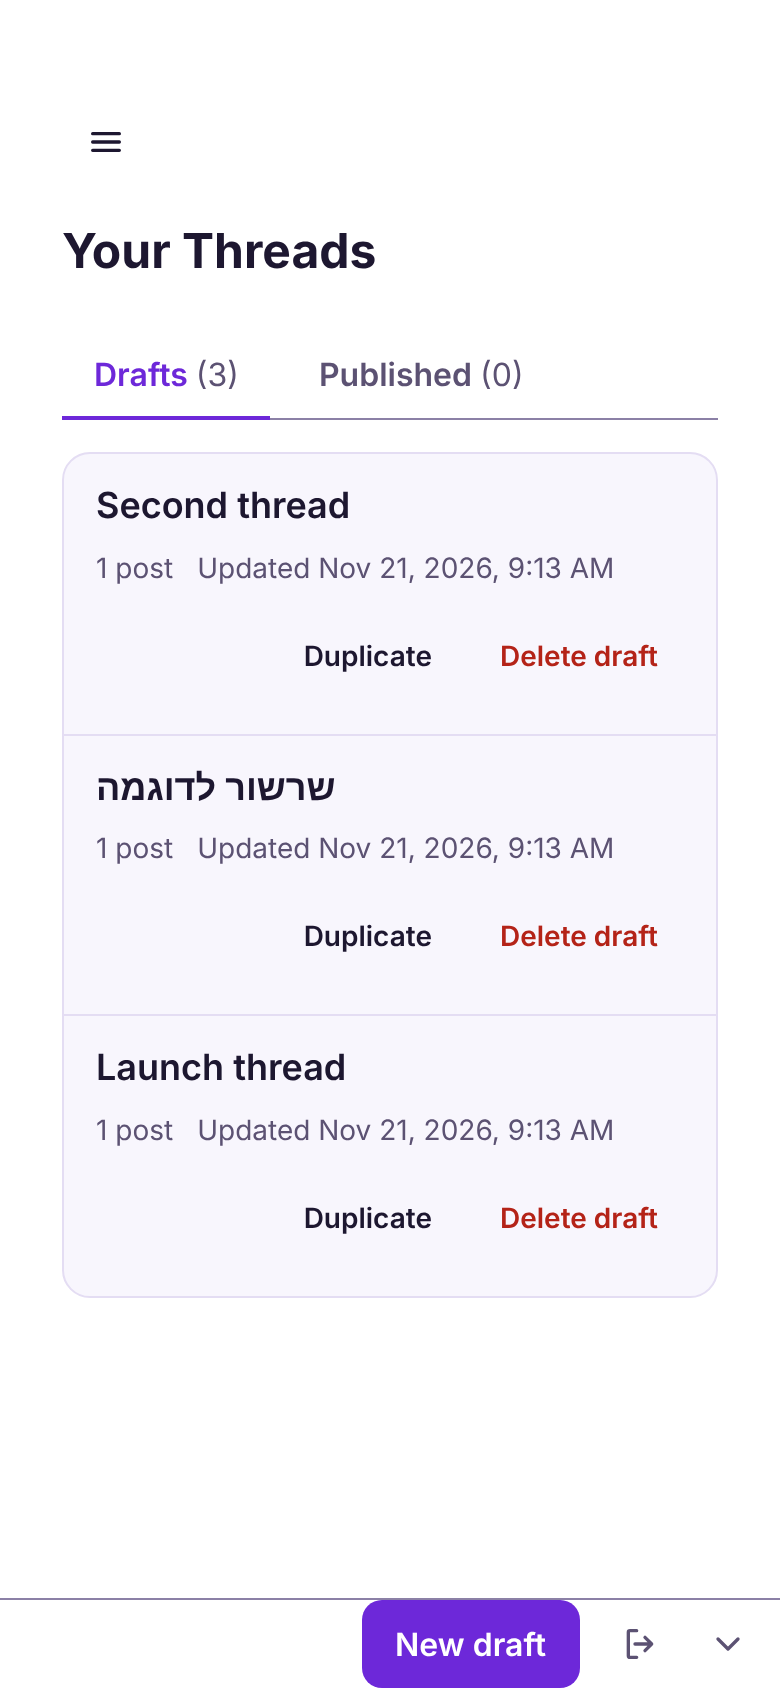 Your Threads
Drafts (3) Published (0)
Second thread
1 post Updated Nov 21, 2026, 9:13 AM
Duplicate Delete draft
שרשור לדוגמה
1 post Updated Nov 21, 2026, 9:13 AM
Duplicate Delete draft
Launch thread
1 post Updated Nov 21, 2026, 9:13 AM
Duplicate Delete draft
New draft